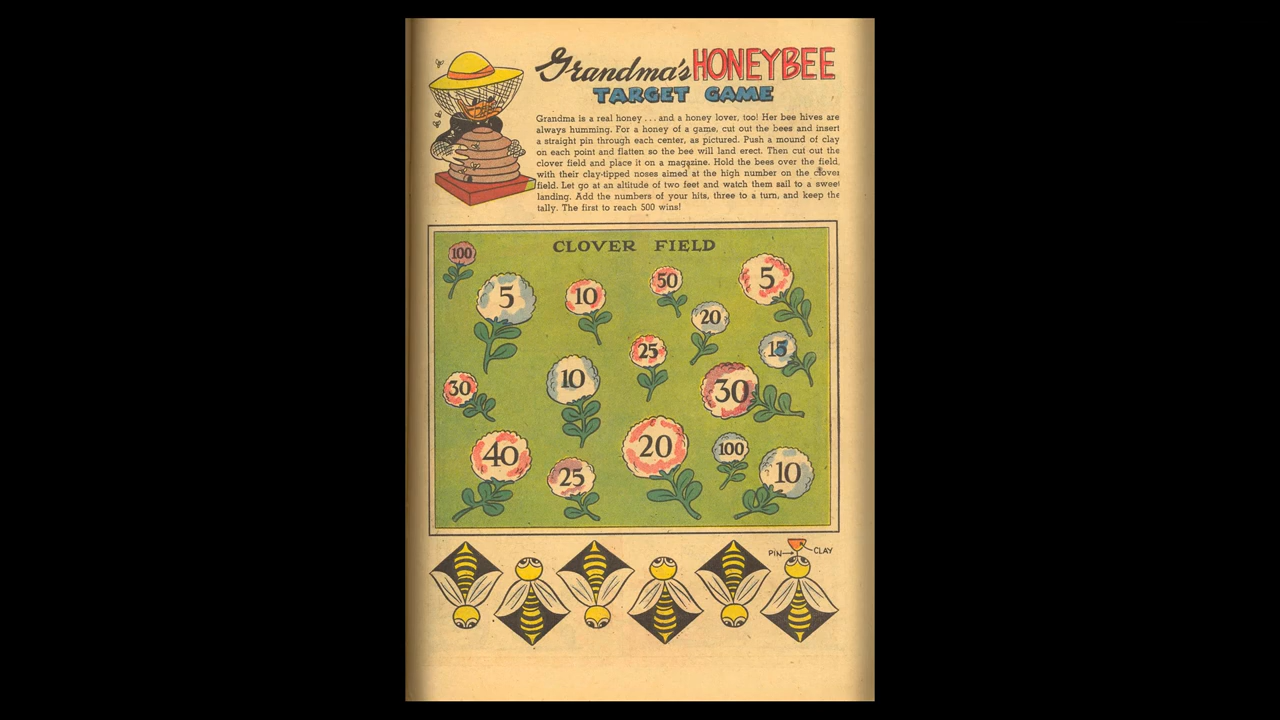 Grandma's HONEYBEE
TARGET GAME
Grandma is a real honey . . . and a honey lover, too! Her bee hives are
always humming. For a honey of a game, cut out the bees and insert
a straight pin through each center, as pictured. Push a mound of clay
on each point and flatten so the bee will land erect. Then cut out the
clover field and place it on a magazine. Hold the bees over the field,
with their clay-tipped noses aimed at the high number on the clover
field. Let go at an altitude of two feet and watch them sail to a sweet
landing. Add the numbers of your hits, three to a turn, and keep the
tally. The first to reach 500 wins!
CLOVER FIELD
100
5
10
50
5
20
25
15
30
10
30
40
25
20
100
10
PIN
CLAY